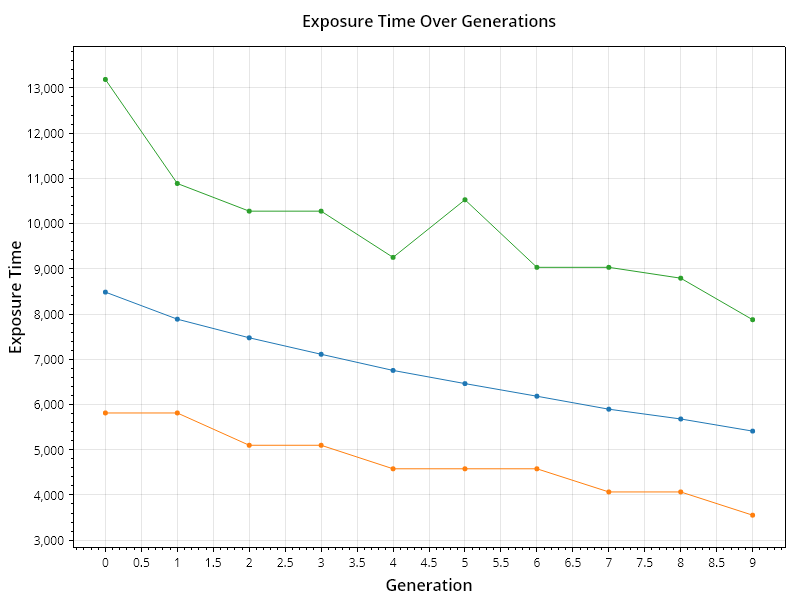 Exposure Time Over Generations
13,000
12,000
11,000
10,000
9,000
8,000
7,000
6,000
5,000
4,000
3,000
Exposure Time
0 0.5 1 1.5 2 2.5 3 3.5 4 4.5 5 5.5 6 6.5 7 7.5 8 8.5 9
Generation